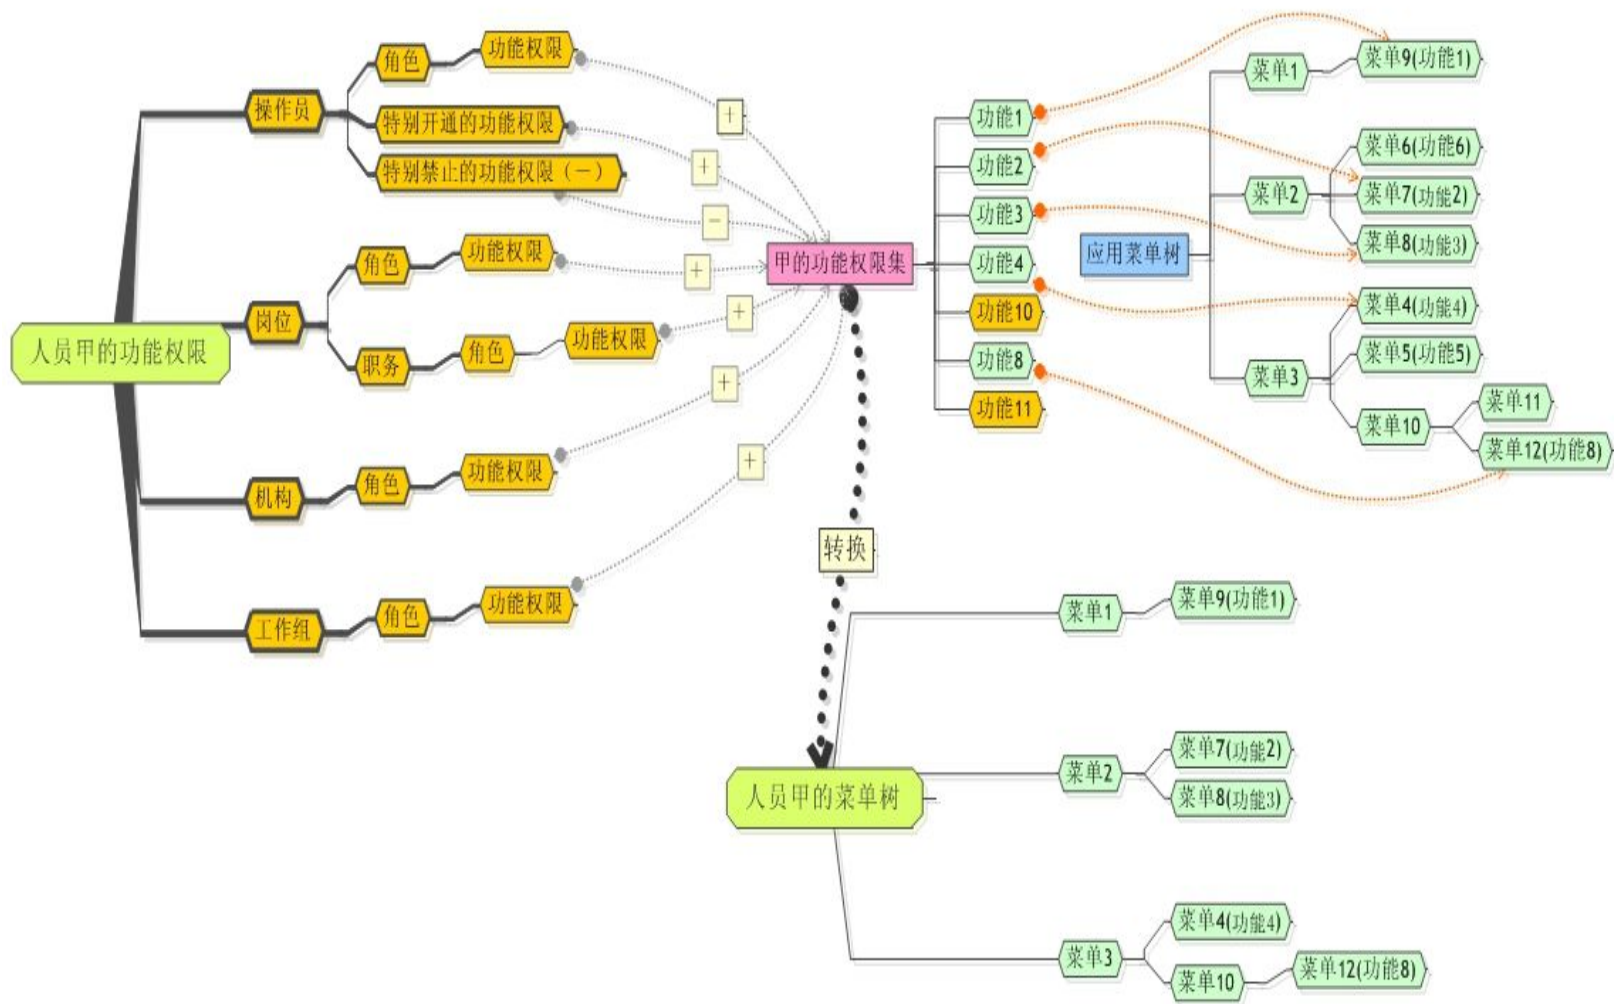 人员甲的功能权限
操作员
角色
功能权限
特别开通的功能权限
特别禁止的功能权限（－）
岗位
角色
功能权限
职务
角色
功能权限
机构
角色
功能权限
工作组
角色
功能权限
+
+
－
+
+
+
+
甲的功能权限集
功能1
功能2
功能3
功能4
功能10
功能8
功能11
应用菜单树
菜单1
菜单9(功能1)
菜单2
菜单6(功能6)
菜单7(功能2)
菜单8(功能3)
菜单3
菜单4(功能4)
菜单5(功能5)
菜单10
菜单11
菜单12(功能8)
转换
人员甲的菜单树
菜单1
菜单9(功能1)
菜单2
菜单7(功能2)
菜单8(功能3)
菜单3
菜单4(功能4)
菜单10
菜单12(功能8)